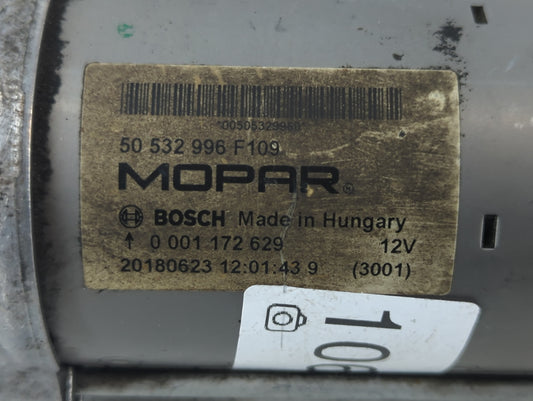 *00505329960*
50 532 996 F109
MOPAR®
BOSCH Made in Hungary
↑ 0 001 172 629 12V
20180623 12:01:43 9 (3001)